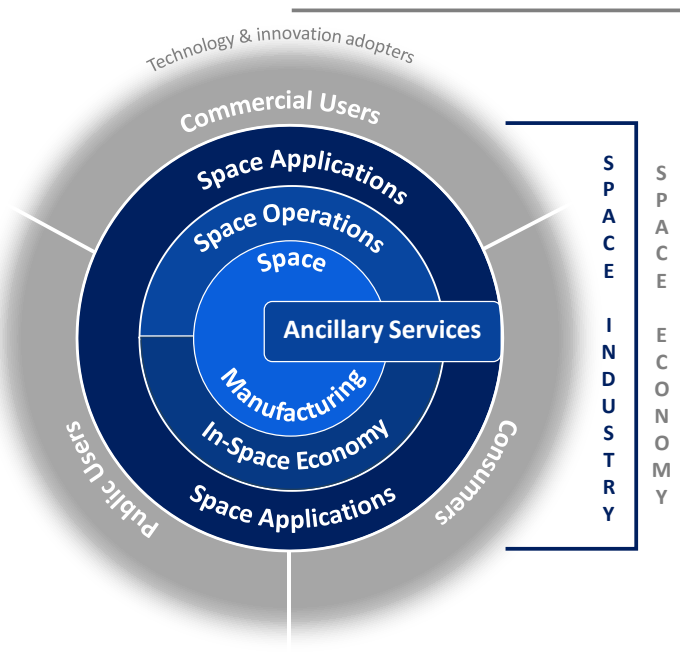 Technology & innovation adopters
Commercial Users
Space Applications
Space Operations
Space
Ancillary Services
Manufacturing
In-Space Economy
Space Applications
Public Users
Consumers
SPACE INDUSTRY
SPACE ECONOMY